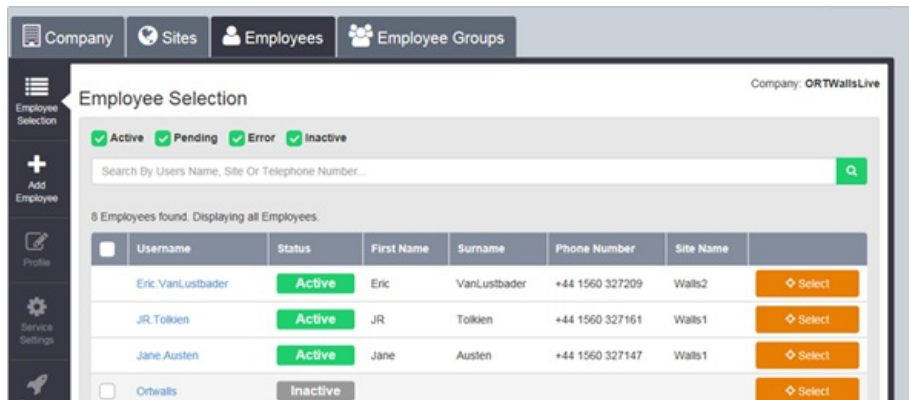 Company Sites Employees Employee Groups
Company: ORTWallsLive
Employee Selection
Employee
Selection
Active Pending Error Inactive
Search By Users Name, Site Or Telephone Number...
Add
Employee
8 Employees found. Displaying all Employees.
Profile
Username Status First Name Surname Phone Number Site Name
Eric.VanLustbader Active Eric VanLustbader +44 1560 327209 Walls2 Select
Service
Settings
JR.Tolkien Active JR Tolkien +44 1560 327161 Walls1 Select
Jane.Austen Active Jane Austen +44 1560 327147 Walls1 Select
Ortwalls Inactive Select